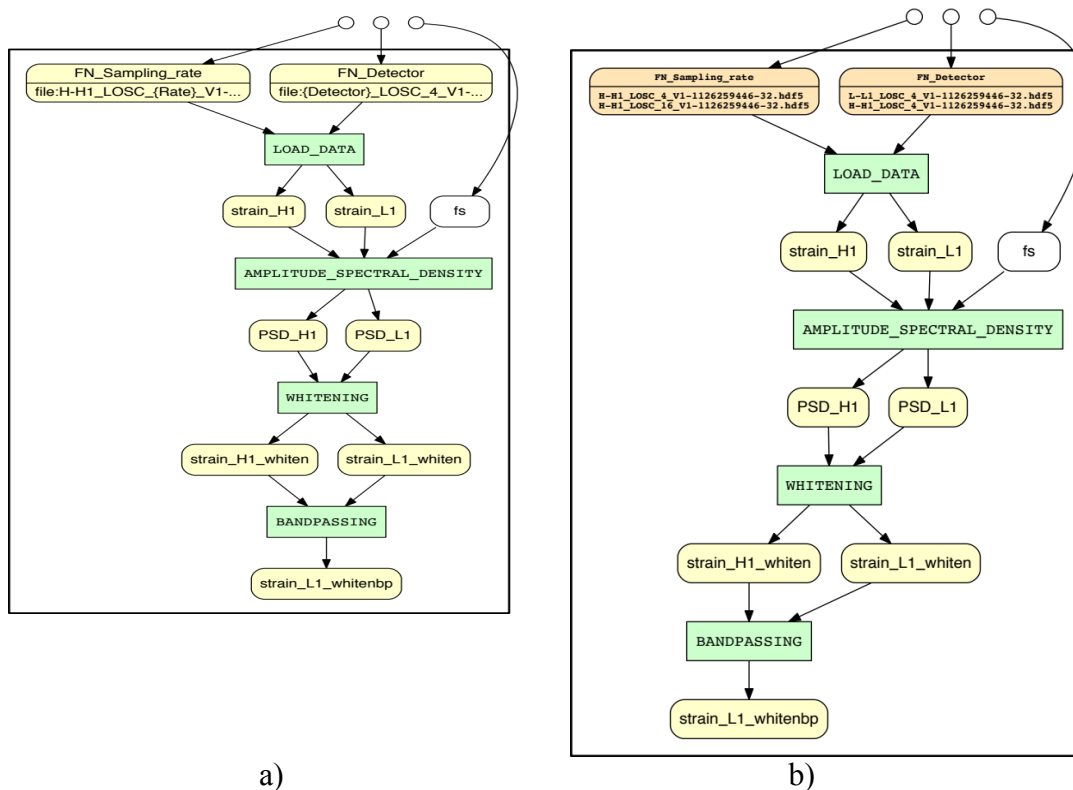 FN_Sampling_rate
file:H-H1_LOSC_{Rate}_V1-...
FN_Detector
file:{Detector}_LOSC_4_V1-...
LOAD_DATA
strain_H1
strain_L1
fs
AMPLITUDE_SPECTRAL_DENSITY
PSD_H1
PSD_L1
WHITENING
strain_H1_whiten
strain_L1_whiten
BANDPASSING
strain_L1_whitenbp
a)
FN_Sampling_rate
H-H1_LOSC_4_V1-1126259446-32.hdf5
H-H1_LOSC_16_V1-1126259446-32.hdf5
FN_Detector
L-L1_LOSC_4_V1-1126259446-32.hdf5
H-H1_LOSC_4_V1-1126259446-32.hdf5
LOAD_DATA
strain_H1
strain_L1
fs
AMPLITUDE_SPECTRAL_DENSITY
PSD_H1
PSD_L1
WHITENING
strain_H1_whiten
strain_L1_whiten
BANDPASSING
strain_L1_whitenbp
b)